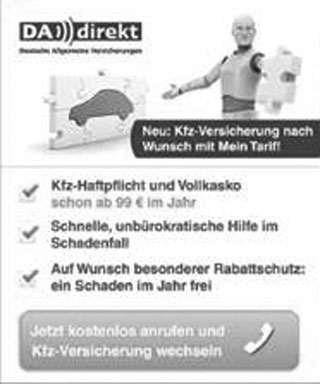 DA)))direkt
Deutsche Allgemeine Versicherungen
Neu: Kfz-Versicherung nach
Wunsch mit Mein Tarif!
Kfz-Haftpflicht und Vollkasko
schon ab 99 € im Jahr
Schnelle, unbürokratische Hilfe im
Schadenfall
Auf Wunsch besonderer Rabattschutz:
ein Schaden im Jahr frei
Jetzt kostenlos anrufen und
Kfz-Versicherung wechseln